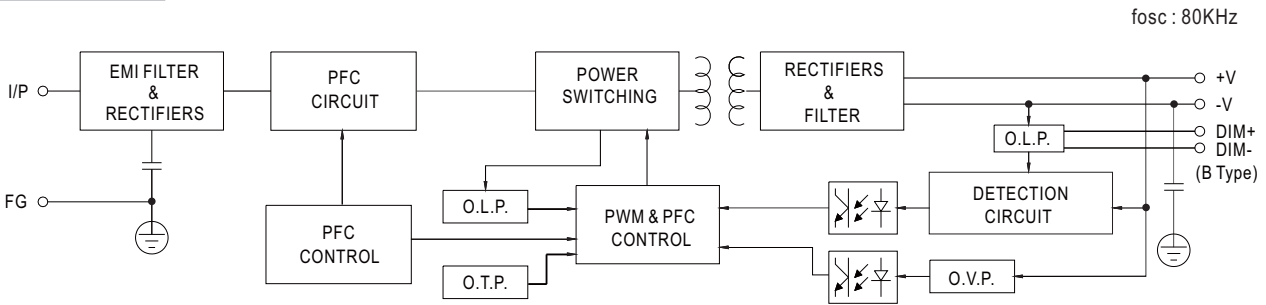 fosc : 80KHz
I/P
EMI FILTER
&
RECTIFIERS
PFC
CIRCUIT
POWER
SWITCHING
RECTIFIERS
&
FILTER
+V
-V
O.L.P.
DIM+
DIM-
(B Type)
FG
PFC
CONTROL
O.L.P.
O.T.P.
PWM & PFC
CONTROL
DETECTION
CIRCUIT
O.V.P.